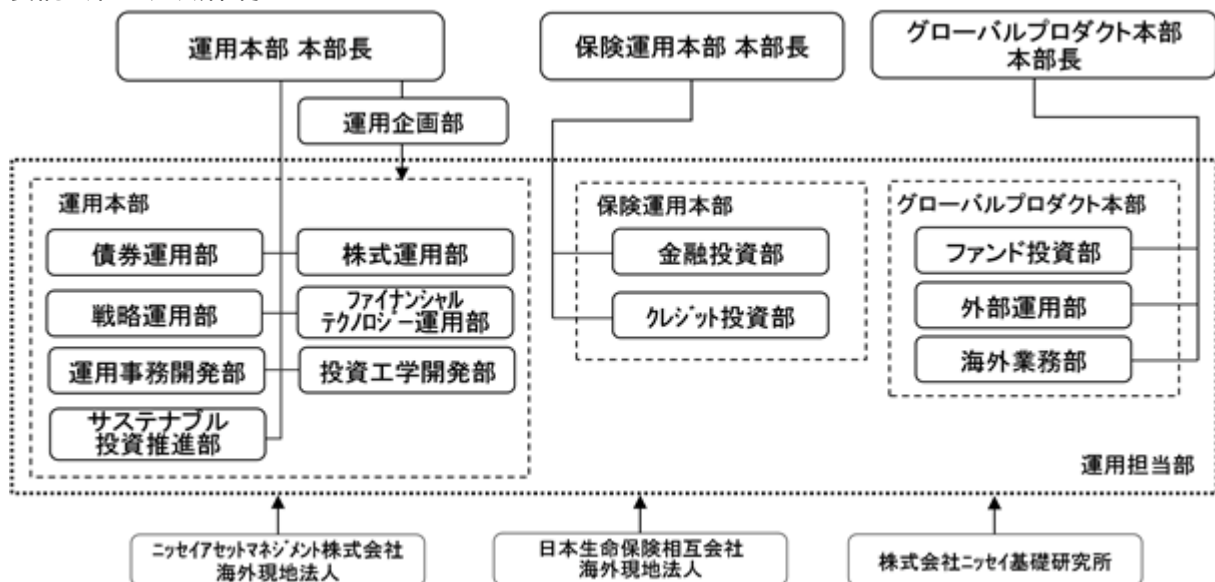 運用本部 本部長
保険運用本部 本部長
グローバルプロダクト本部
本部長
運用企画部
運用本部
債券運用部
株式運用部
戦略運用部
ファイナンシャル
テクノロジー運用部
運用事務開発部
投資工学開発部
サステナブル
投資推進部
保険運用本部
金融投資部
クレジット投資部
グローバルプロダクト本部
ファンド投資部
外部運用部
海外業務部
運用担当部
ニッセイアセットマネジメント株式会社
海外現地法人
日本生命保険相互会社
海外現地法人
株式会社ニッセイ基礎研究所